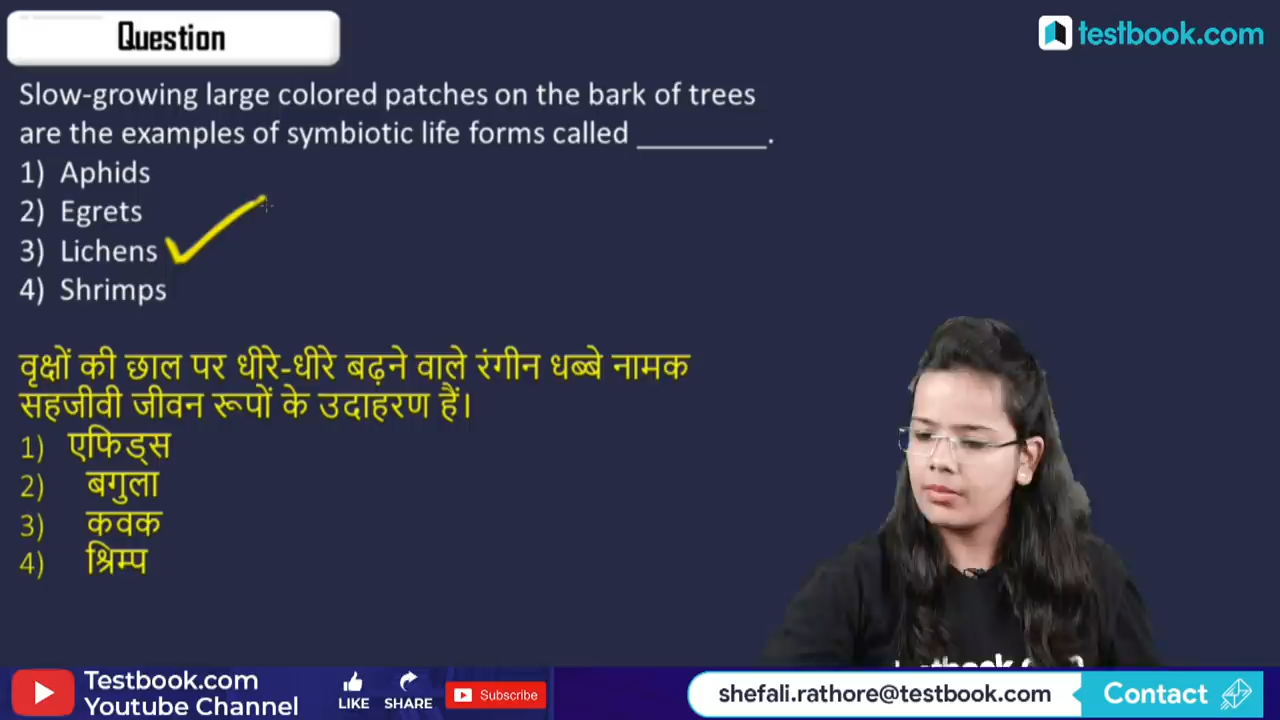 Question
testbook.com
Slow-growing large colored patches on the bark of trees
are the examples of symbiotic life forms called _________.
1) Aphids
2) Egrets
3) Lichens
4) Shrimps
वृक्षों की छाल पर धीरे-धीरे बढ़ने वाले रंगीन धब्बे नामक
सहजीवी जीवन रूपों के उदाहरण हैं।
1) एफिड्स
2) बगुला
3) कवक
4) श्रिम्प
Testbook.com
Youtube Channel
LIKE
SHARE
Subscribe
shefali.rathore@testbook.com
Contact